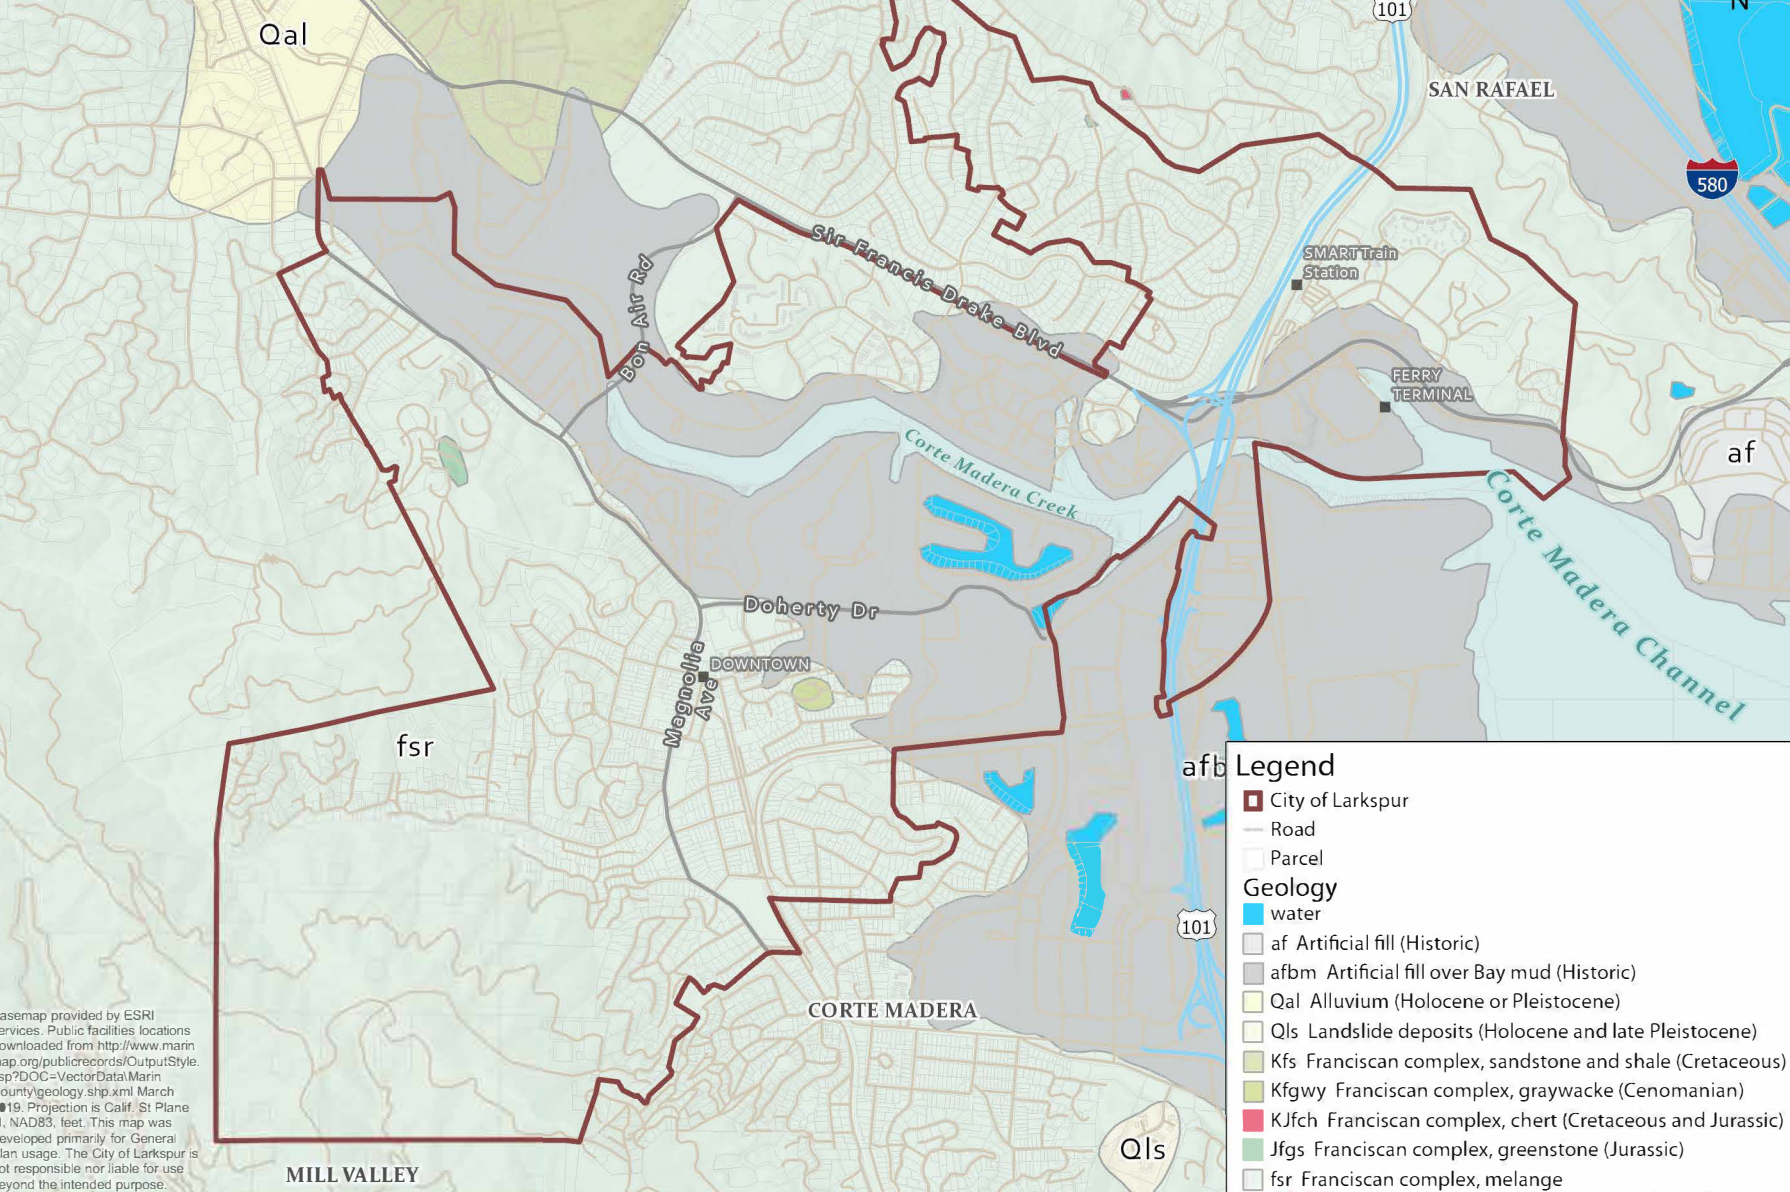 Qal
101
N
SAN RAFAEL
580
Sir Francis Drake Blvd
Bon Air Rd
SMART Train
Station
FERRY
TERMINAL
af
Corte Madera Creek
Corte Madera Channel
Doherty Dr
DOWNTOWN
Magnolia
Ave
fsr
afb
101
CORTE MADERA
Qls
MILL VALLEY
asemap provided by ESRI
ervices. Public facilities locations
ownloaded from http://www.marin
ap.org/publicrecords/OutputStyle.
sp?DOC=VectorData\Marin
ounty\geology.shp.xml March
19. Projection is Calif. St Plane
, NAD83, feet. This map was
eveloped primarily for General
lan usage. The City of Larkspur is
ot responsible nor liable for use
eyond the intended purpose.
Legend
City of Larkspur
Road
Parcel
Geology
water
af Artificial fill (Historic)
afbm Artificial fill over Bay mud (Historic)
Qal Alluvium (Holocene or Pleistocene)
Qls Landslide deposits (Holocene and late Pleistocene)
Kfs Franciscan complex, sandstone and shale (Cretaceous)
Kfgwy Franciscan complex, graywacke (Cenomanian)
KJfch Franciscan complex, chert (Cretaceous and Jurassic)
Jfgs Franciscan complex, greenstone (Jurassic)
fsr Franciscan complex, melange